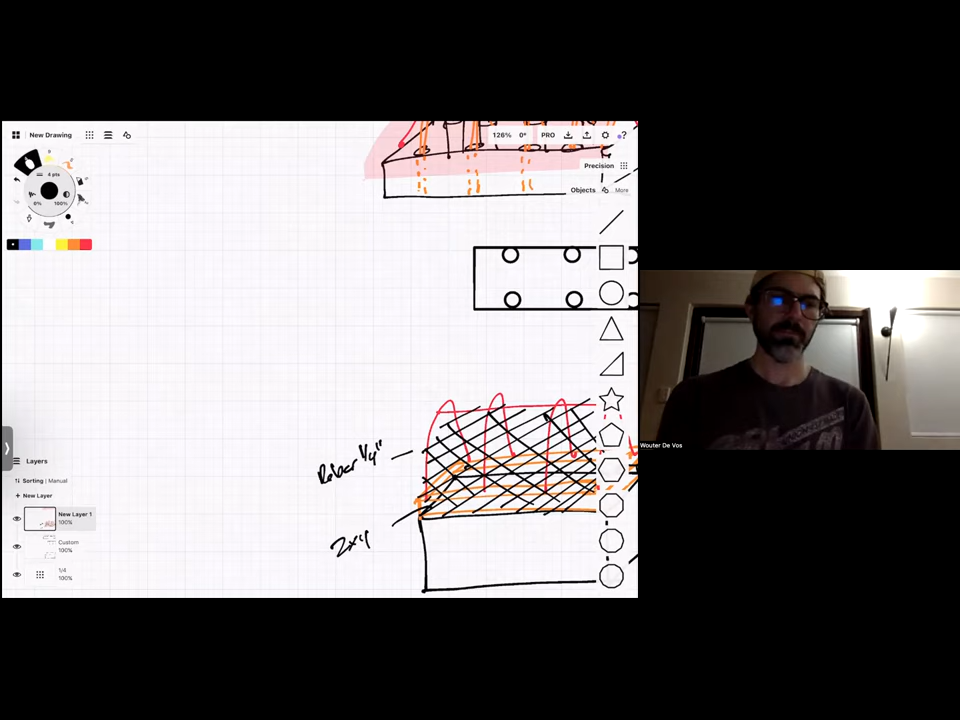 New Drawing
126% 0° PRO ?
Precision
Objects More
4 pts
0% 100%
Rebar 1/4"
2x4
Wouter De Vos
Layers
Sorting | Manual
+ New Layer
New Layer 1
100%
Custom
100%
1/4
100%